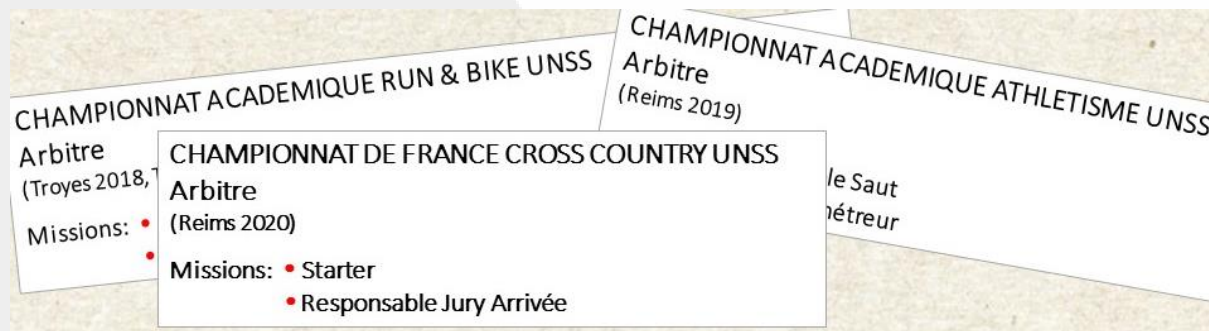 CHAMPIONNAT ACADEMIQUE RUN & BIKE UNSS
Arbitre
(Troyes 2018,
Missions: •
•
CHAMPIONNAT DE FRANCE CROSS COUNTRY UNSS
Arbitre
(Reims 2020)
Missions: • Starter
• Responsable Jury Arrivée
CHAMPIONNAT ACADEMIQUE ATHLETISME UNSS
Arbitre
(Reims 2019)
le Saut